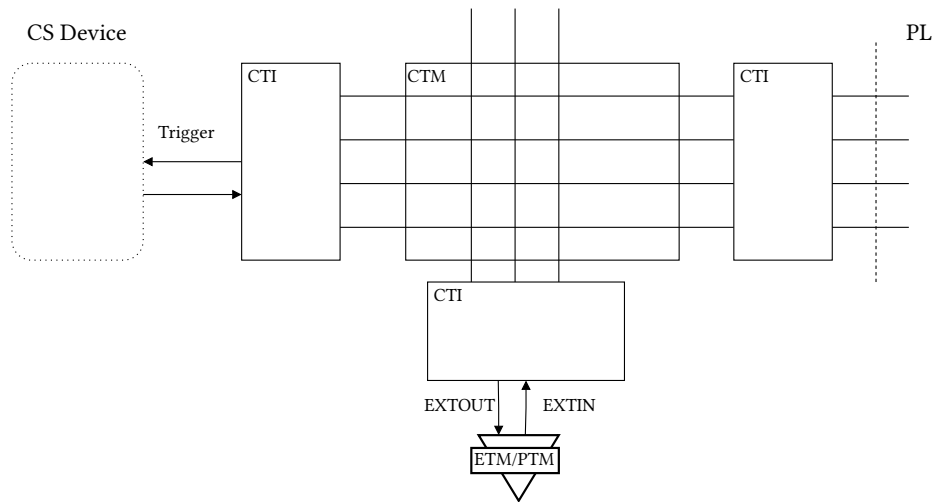 CS Device
PL
CTI
CTM
CTI
Trigger
CTI
EXTOUT
EXTIN
ETM/PTM